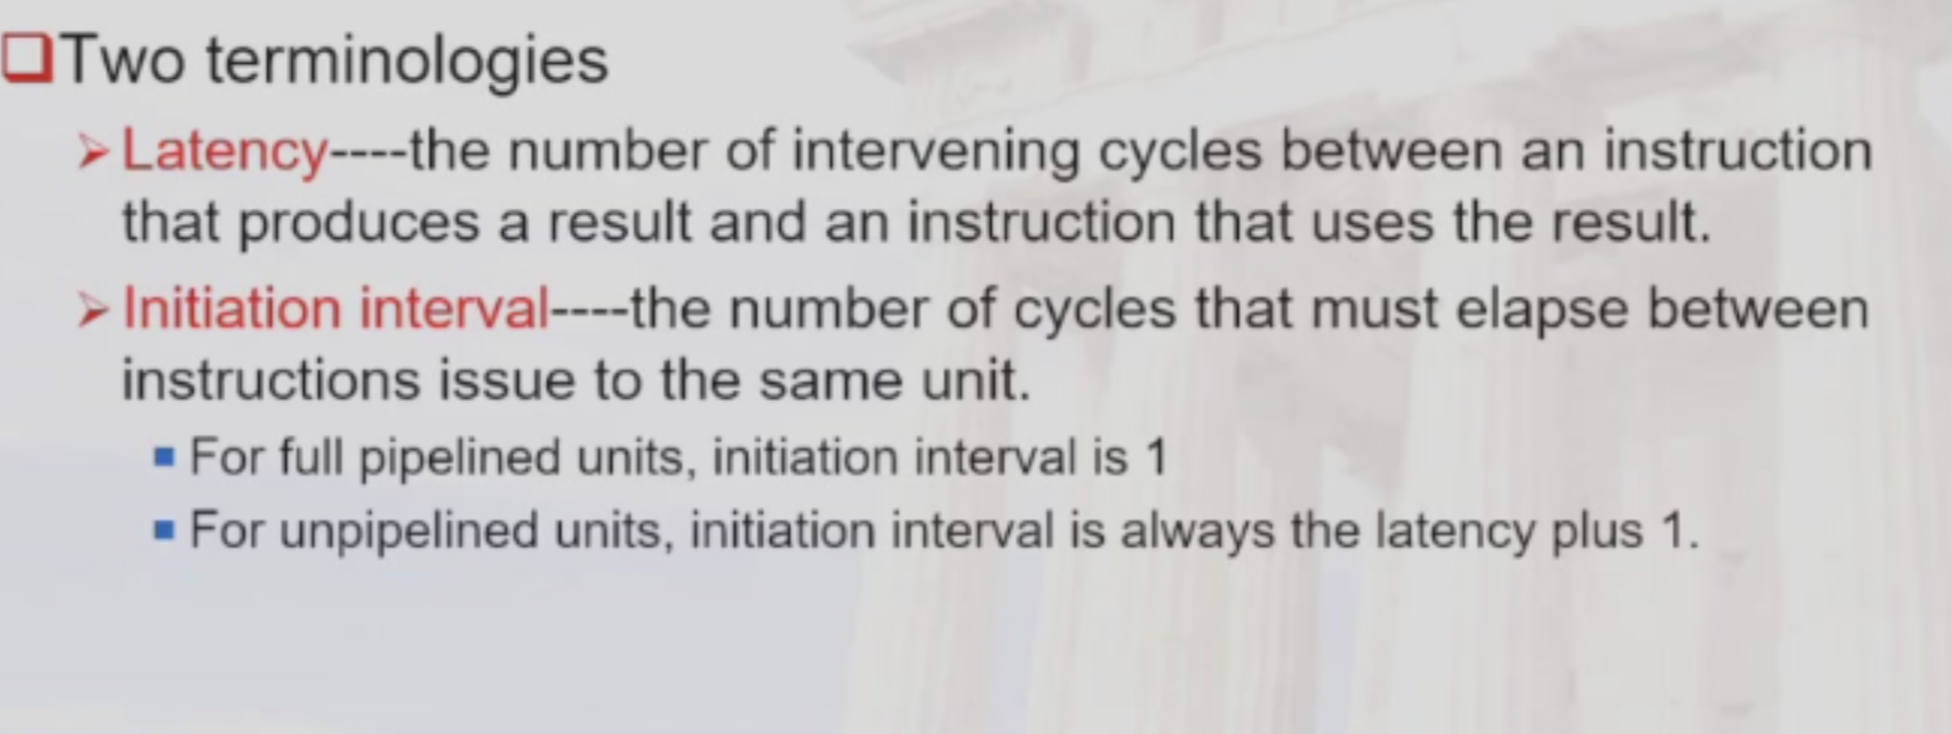 Two terminologies
Latency----the number of intervening cycles between an instruction
that produces a result and an instruction that uses the result.
Initiation interval----the number of cycles that must elapse between
instructions issue to the same unit.
For full pipelined units, initiation interval is 1
For unpipelined units, initiation interval is always the latency plus 1.